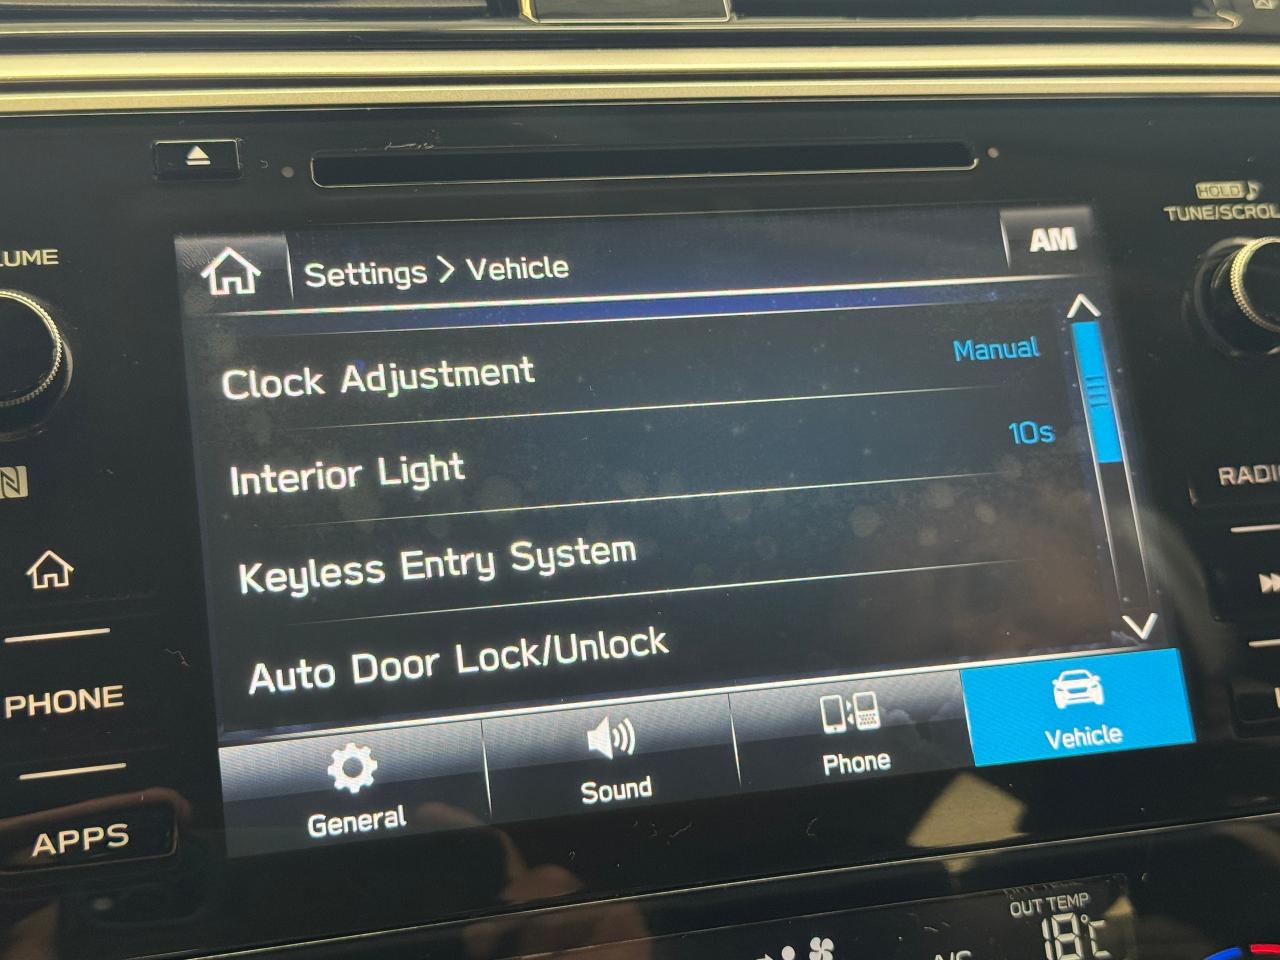 HOLD
TUNE/SCROL
LUME
Settings > Vehicle
AM
Clock Adjustment Manual
Interior Light 10s
Keyless Entry System
Auto Door Lock/Unlock
General Sound Phone Vehicle
PHONE
APPS
RADI
OUT TEMP
18°C
A/C